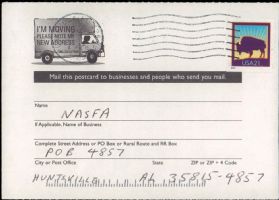 I'M MOVING
PLEASE NOTE MY
NEW ADDRESS
USA21
Mail this postcard to businesses and people who send you mail.
Name
NASFA
If Applicable, Name of Business
Complete Street Address or PO Box or Rural Route and RR Box
POB 4857
City or Post Office State ZIP or ZIP + 4 Code
HUNTSVILLE AL 35815-4857